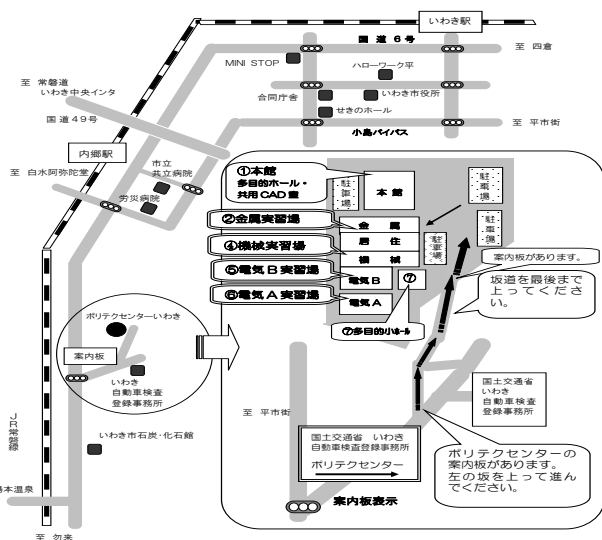 いわき駅
国道6号
至 四倉
MINI STOP
ハローワーク平
至 常磐道
いわき中央インタ
合同庁舎
いわき市役所
せきのホール
国道49号
小島バイパス
至 平市街
内郷駅
市立
共立病院
至 白水阿弥陀堂
労災病院
①本館
多目的ホール・
共用CAD室
駐車場
本館
駐車場
②金属実習場
金属
駐車場
居住
④機械実習場
機械
駐車場
案内板があります。
⑤電気B実習場
電気B
⑦
坂道を最後まで
上ってくださ
い。
⑥電気A実習場
電気A
⑦多目的小ホール
ポリテクセンターいわき
案内板
いわき
自動車検査
登録事務所
国土交通省
いわき
自動車検査
登録事務所
至 平市街
JR常磐線
いわき市石炭・化石館
国土交通省 いわき
自動車検査登録事務所
ポリテクセンター
ポリテクセンターの
案内板があります。
左の坂を上って進ん
でください。
本温泉
案内板表示
至 勿来